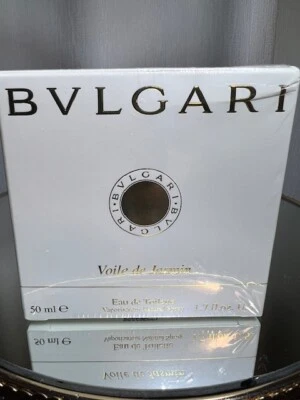 BVLGARI
BVLGARI · BVLGARI ·
Voile de Jasmin
Eau de Toilette
50 ml ℮